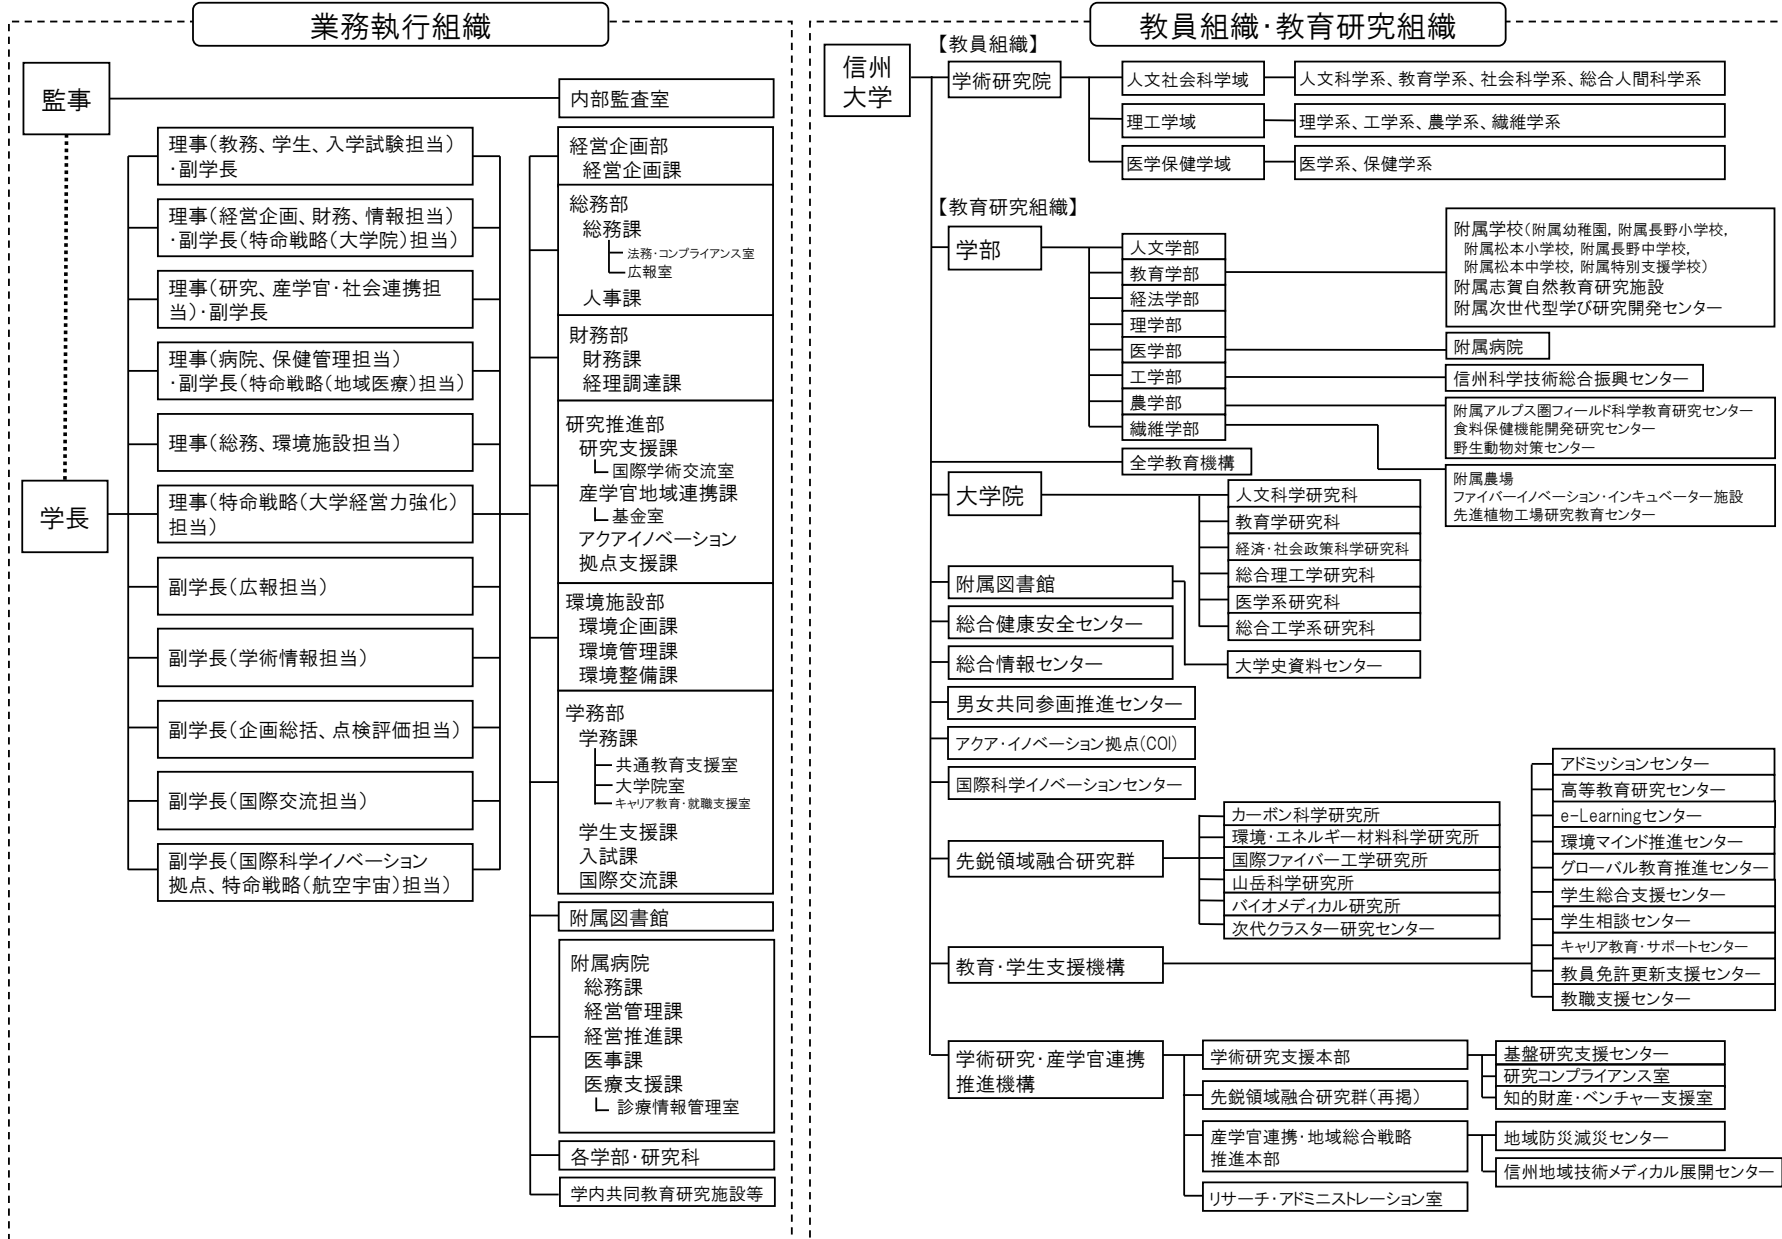 業務執行組織
監事
内部監査室
学長
理事（教務、学生、入学試験担当）
・副学長
理事（経営企画、財務、情報担当）
・副学長（特命戦略（大学院）担当）
理事（研究、産学官・社会連携担
当）・副学長
理事（病院、保健管理担当）
・副学長（特命戦略（地域医療）担当）
理事（総務、環境施設担当）
理事（特命戦略（大学経営力強化）
担当）
副学長（広報担当）
副学長（学術情報担当）
副学長（企画総括、点検評価担当）
副学長（国際交流担当）
副学長（国際科学イノベーション
拠点、特命戦略（航空宇宙）担当）
経営企画部
経営企画課
総務部
総務課
法務・コンプライアンス室
広報室
人事課
財務部
財務課
経理調達課
研究推進部
研究支援課
国際学術交流室
産学官地域連携課
基金室
アクアイノベーション
拠点支援課
環境施設部
環境企画課
環境管理課
環境整備課
学務部
学務課
共通教育支援室
大学院室
キャリア教育・就職支援室
学生支援課
入試課
国際交流課
附属図書館
附属病院
総務課
経営管理課
経営推進課
医事課
医療支援課
診療情報管理室
各学部・研究科
学内共同教育研究施設等
教員組織・教育研究組織
信州
大学
【教員組織】
学術研究院
人文社会科学域
人文科学系、教育学系、社会科学系、総合人間科学系
理工学域
理学系、工学系、農学系、繊維学系
医学保健学域
医学系、保健学系
【教育研究組織】
学部
人文学部
教育学部
経法学部
理学部
医学部
工学部
農学部
繊維学部
附属学校（附属幼稚園，附属長野小学校，
附属松本小学校，附属長野中学校，
附属松本中学校，附属特別支援学校）
附属志賀自然教育研究施設
附属次世代型学び研究開発センター
附属病院
信州科学技術総合振興センター
附属アルプス圏フィールド科学教育研究センター
食料保健機能開発研究センター
野生動物対策センター
附属農場
ファイバーイノベーション・インキュベーター施設
先進植物工場研究教育センター
全学教育機構
大学院
人文科学研究科
教育学研究科
経済・社会政策科学研究科
総合理工学研究科
医学系研究科
総合工学系研究科
附属図書館
大学史資料センター
総合健康安全センター
総合情報センター
男女共同参画推進センター
アクア・イノベーション拠点(COI)
国際科学イノベーションセンター
先鋭領域融合研究群
カーボン科学研究所
環境・エネルギー材料科学研究所
国際ファイバー工学研究所
山岳科学研究所
バイオメディカル研究所
次代クラスター研究センター
教育・学生支援機構
アドミッションセンター
高等教育研究センター
e-Learningセンター
環境マインド推進センター
グローバル教育推進センター
学生総合支援センター
学生相談センター
キャリア教育・サポートセンター
教員免許更新支援センター
教職支援センター
学術研究・産学官連携
推進機構
学術研究支援本部
基盤研究支援センター
研究コンプライアンス室
知的財産・ベンチャー支援室
先鋭領域融合研究群（再掲）
産学官連携・地域総合戦略
推進本部
地域防災減災センター
信州地域技術メディカル展開センター
リサーチ・アドミニストレーション室